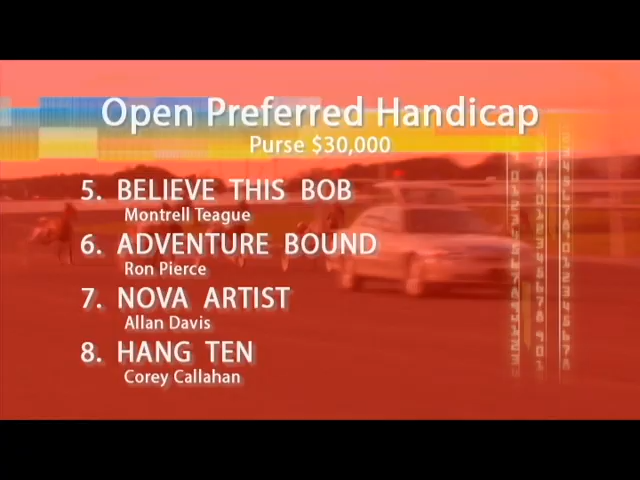 Open Preferred Handicap
Purse $30,000
5. BELIEVE THIS BOB
Montrell Teague
6. ADVENTURE BOUND
Ron Pierce
7. NOVA ARTIST
Allan Davis
8. HANG TEN
Corey Callahan